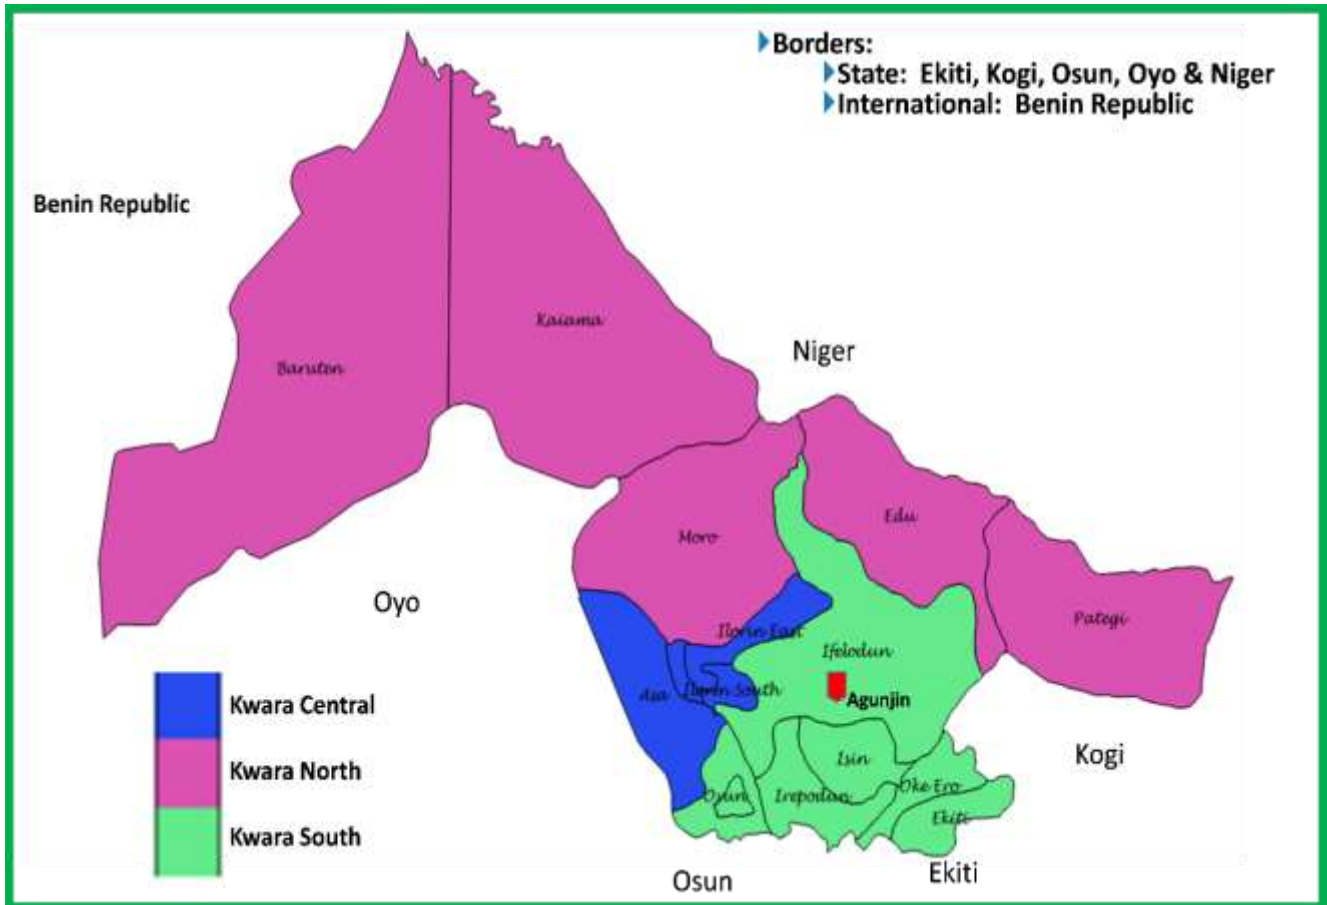 Borders:
State: Ekiti, Kogi, Osun, Oyo & Niger
International: Benin Republic
Benin Republic
Kaiama
Niger
Baruten
Edu
Moro
Oyo
Pategi
Ilorin East
Ifelodun
Asa
Ilorin South
Agunjin
Kwara Central
Kwara North
Kwara South
Kogi
Isin
Oke Ero
Oyun
Irepodun
Ekiti
Osun
Ekiti